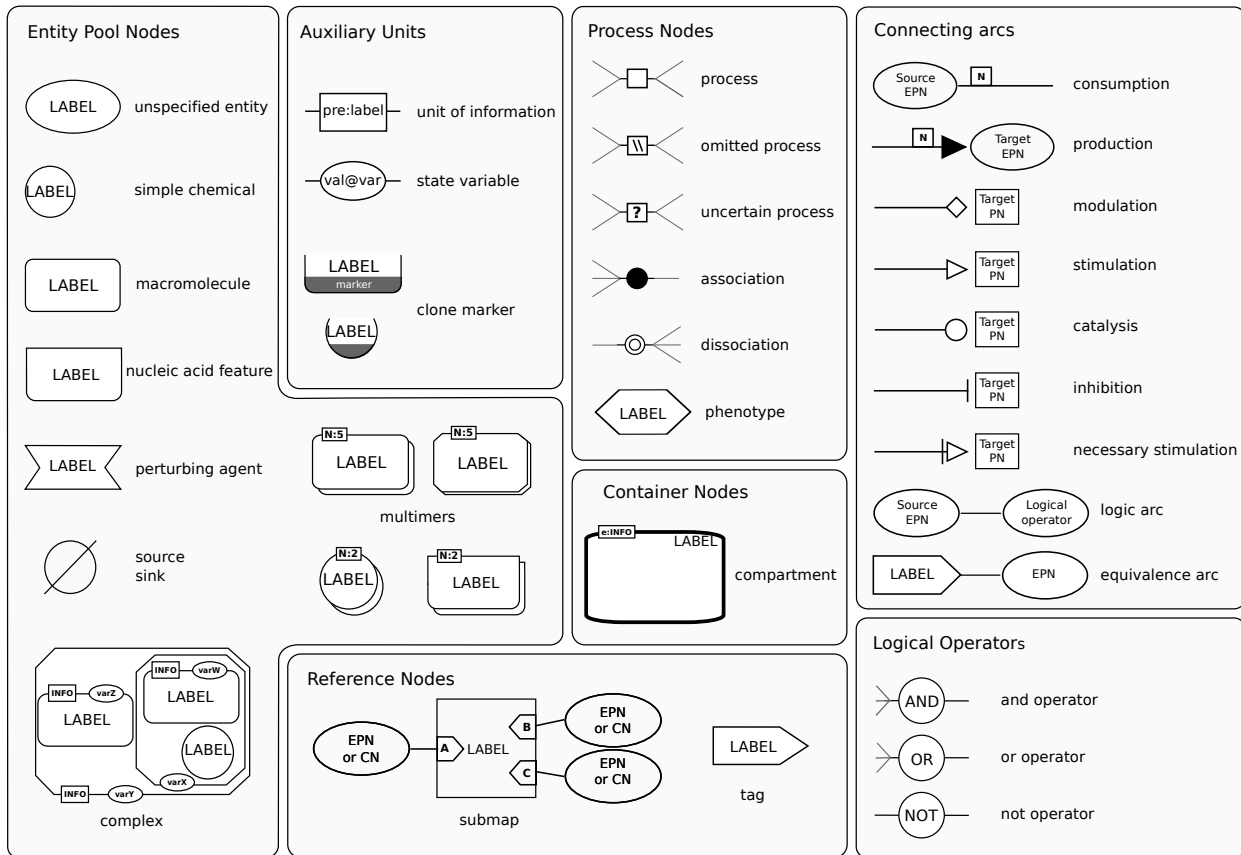 Entity Pool Nodes
LABEL
unspecified entity
LABEL
simple chemical
LABEL
macromolecule
LABEL
nucleic acid feature
LABEL
perturbing agent
source
sink
INFO
varZ
LABEL
INFO
varW
LABEL
LABEL
varX
INFO
varY
complex
Auxiliary Units
pre:label
unit of information
val@var
state variable
LABEL
marker
LABEL
clone marker
N:5
LABEL
N:5
LABEL
multimers
N:2
LABEL
N:2
LABEL
Process Nodes
process
\\
omitted process
?
uncertain process
association
dissociation
LABEL
phenotype
Container Nodes
e:INFO
LABEL
compartment
Reference Nodes
EPN
or CN
A
LABEL
B
C
EPN
or CN
EPN
or CN
submap
LABEL
tag
Connecting arcs
Source
EPN
N
consumption
N
Target
EPN
production
Target
PN
modulation
Target
PN
stimulation
Target
PN
catalysis
Target
PN
inhibition
Target
PN
necessary stimulation
Source
EPN
Logical
operator
logic arc
LABEL
EPN
equivalence arc
Logical Operators
AND
and operator
OR
or operator
NOT
not operator